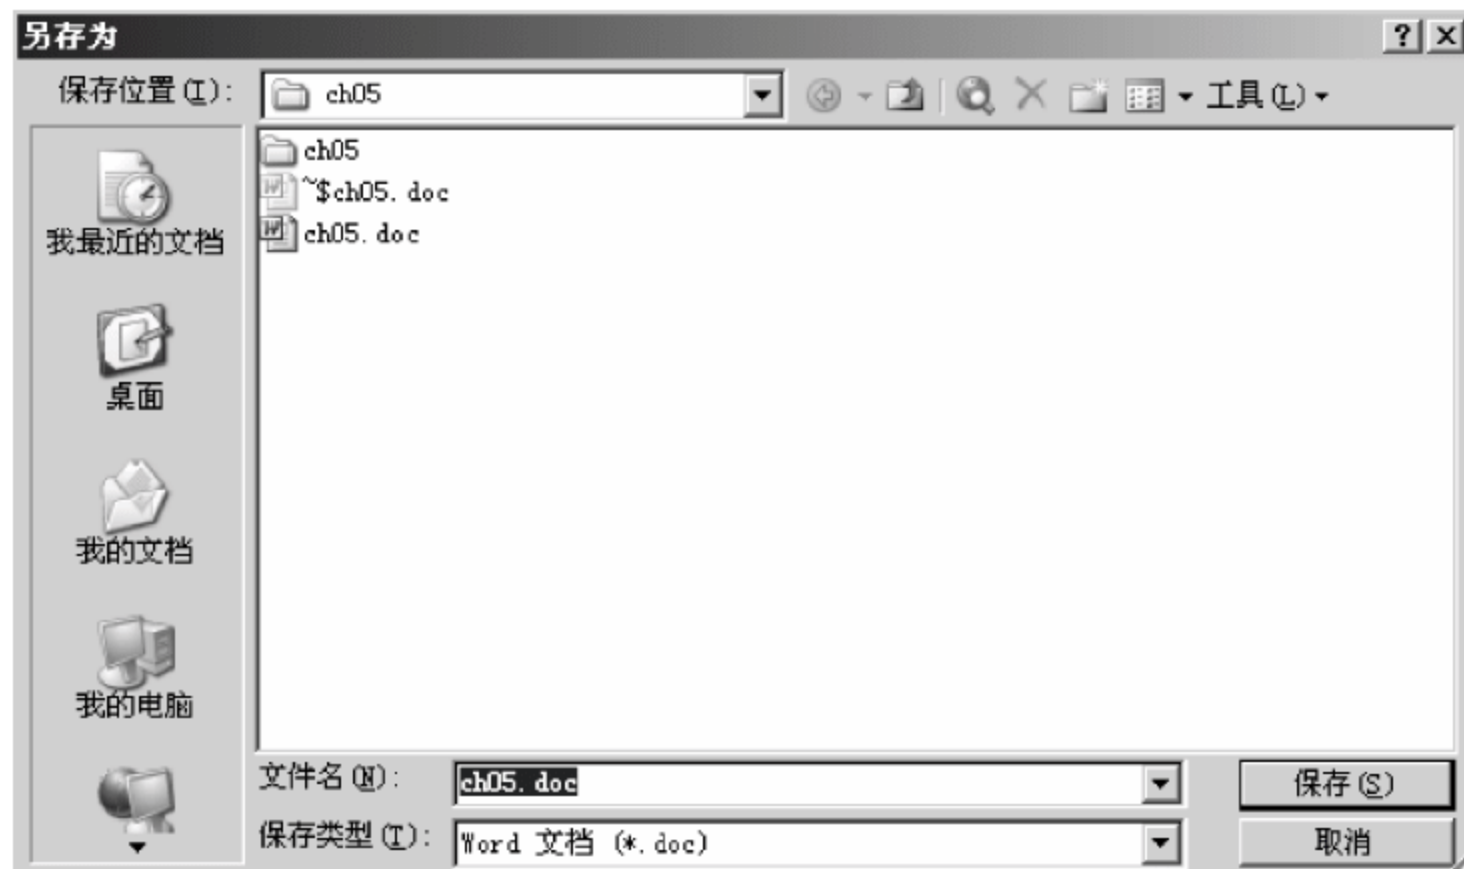 另存为
保存位置(I): ch05 工具(L)
ch05
~$ch05.doc
ch05.doc
我最近的文档
桌面
我的文档
我的电脑
文件名(N): ch05.doc 保存(S)
保存类型(T): Word 文档 (*.doc) 取消